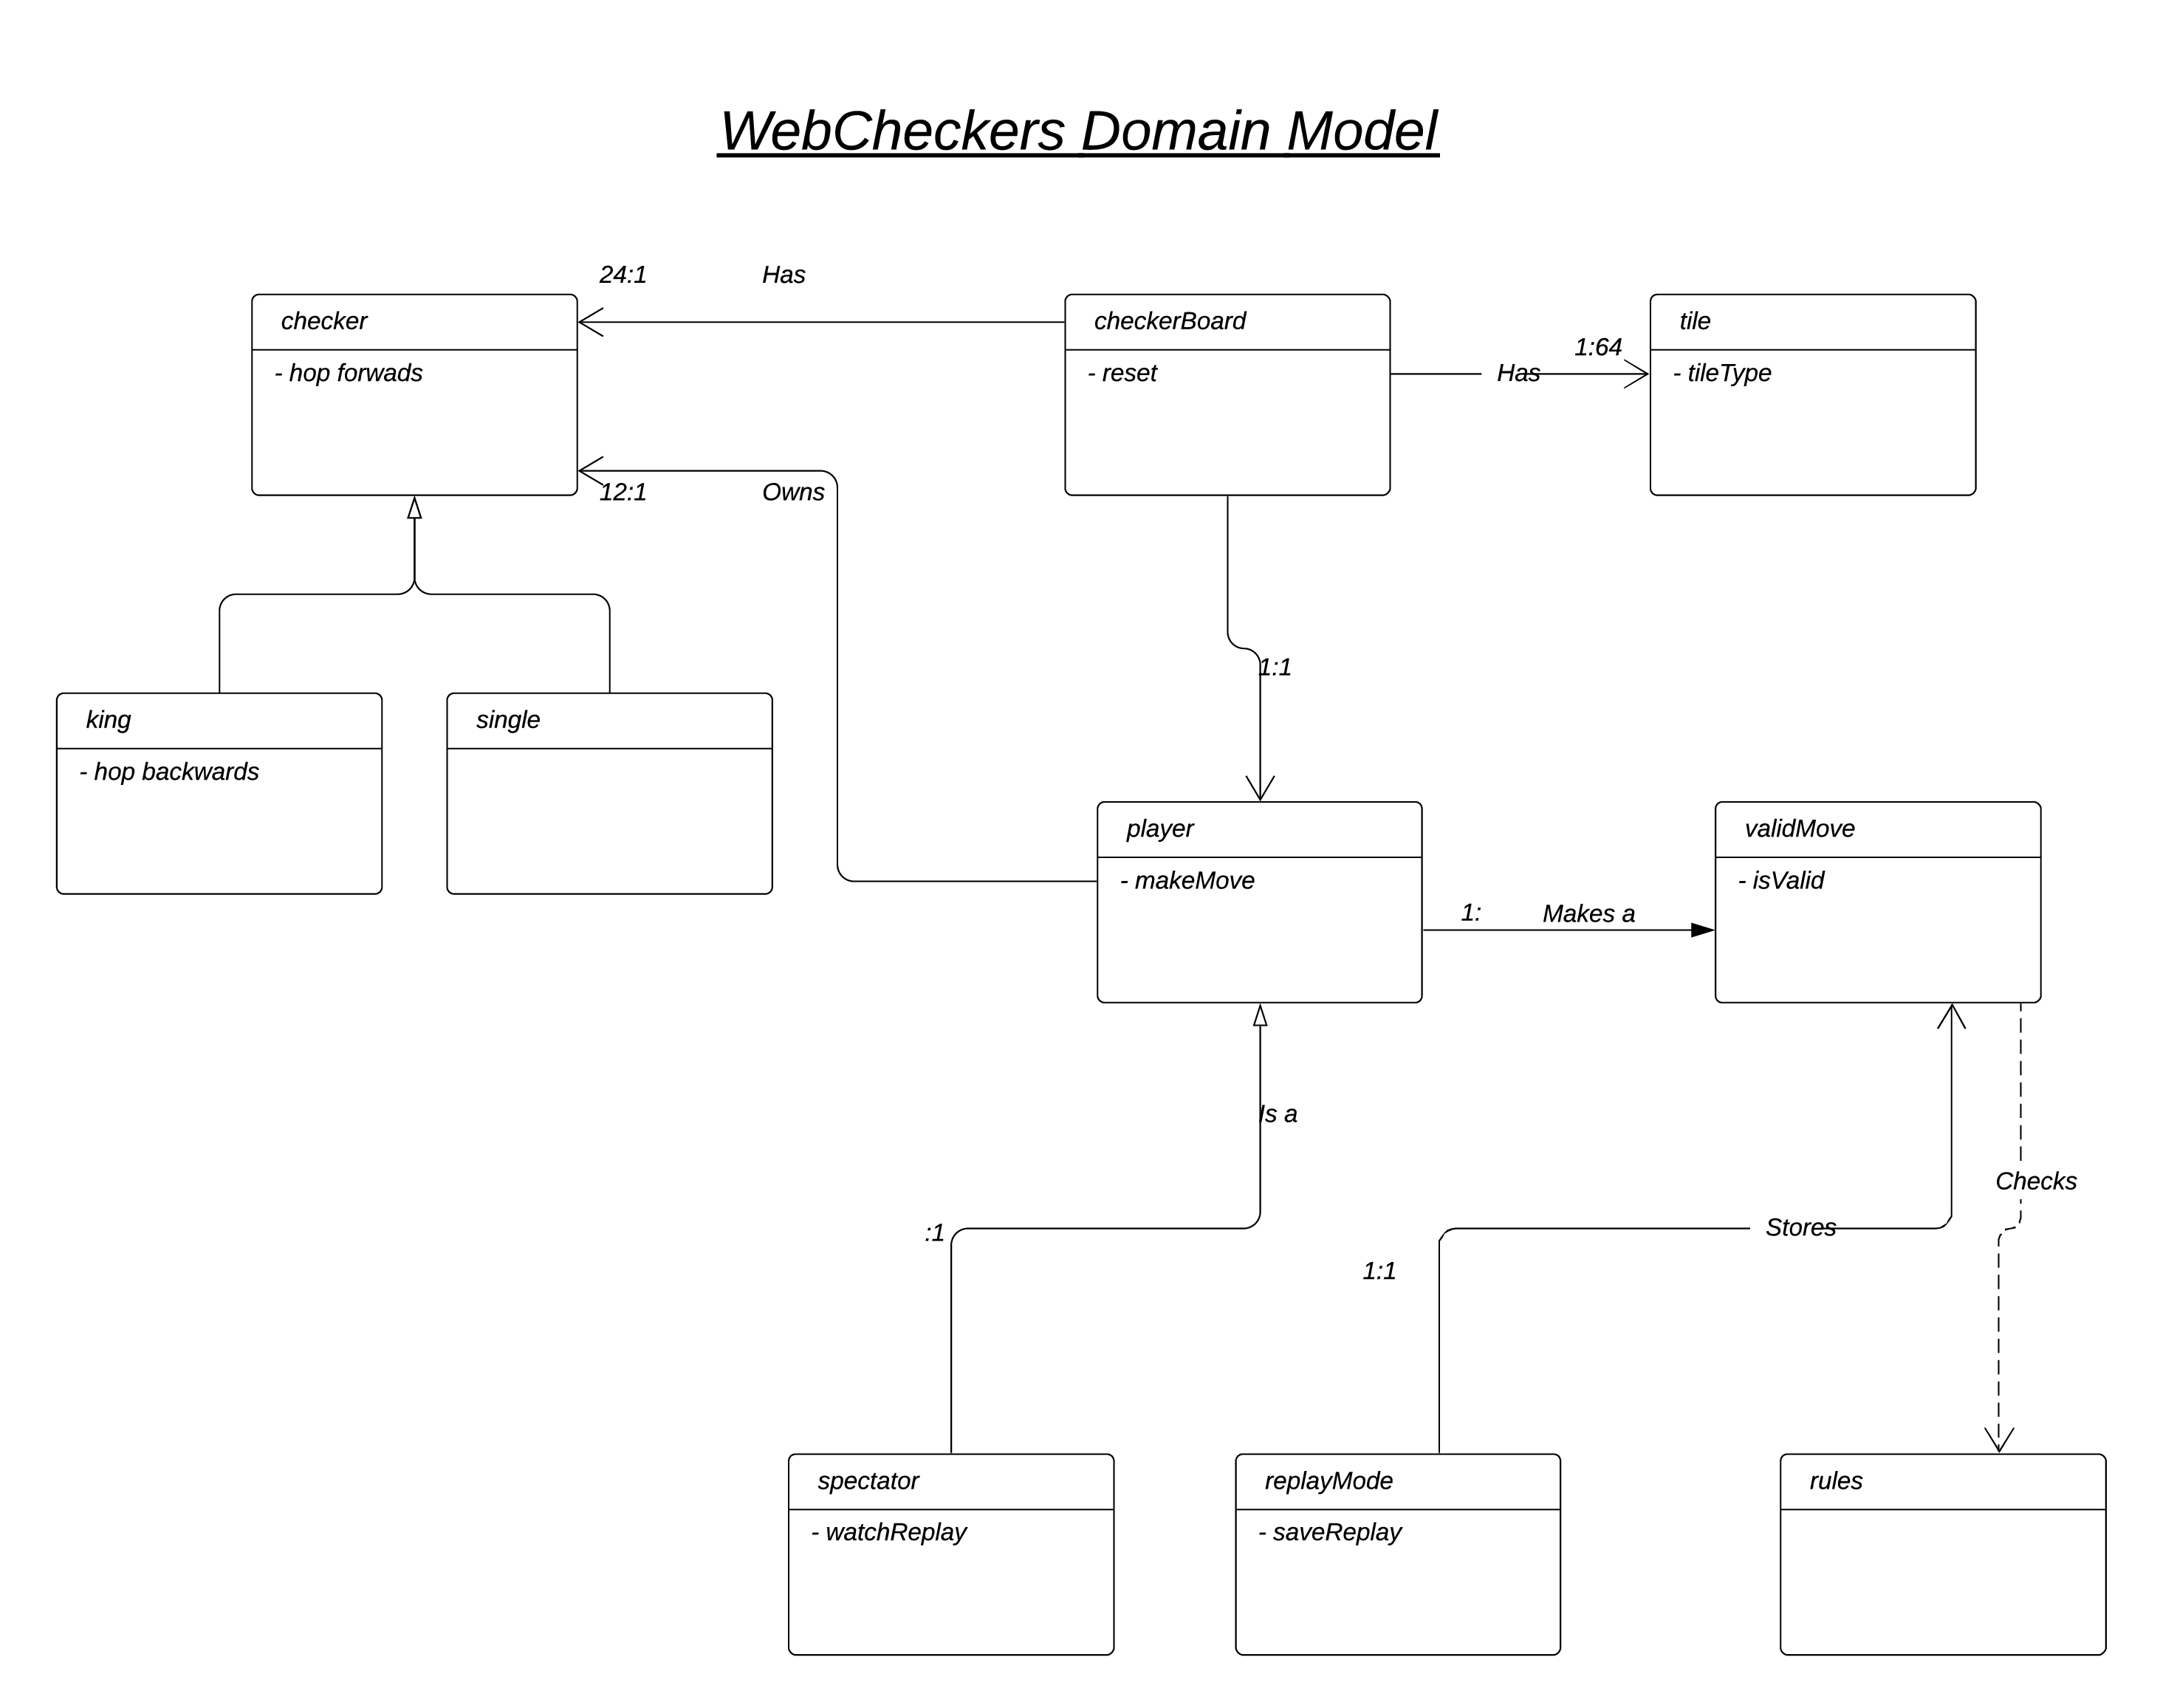 WebCheckers Domain Model
24:1
Has
checker
- hop forwads
checkerBoard
- reset
1:64
Has
tile
- tileType
12:1
Owns
1:1
king
- hop backwards
single
player
- makeMove
1:
Makes a
validMove
- isValid
Is a
Checks
:1
Stores
1:1
spectator
- watchReplay
replayMode
- saveReplay
rules